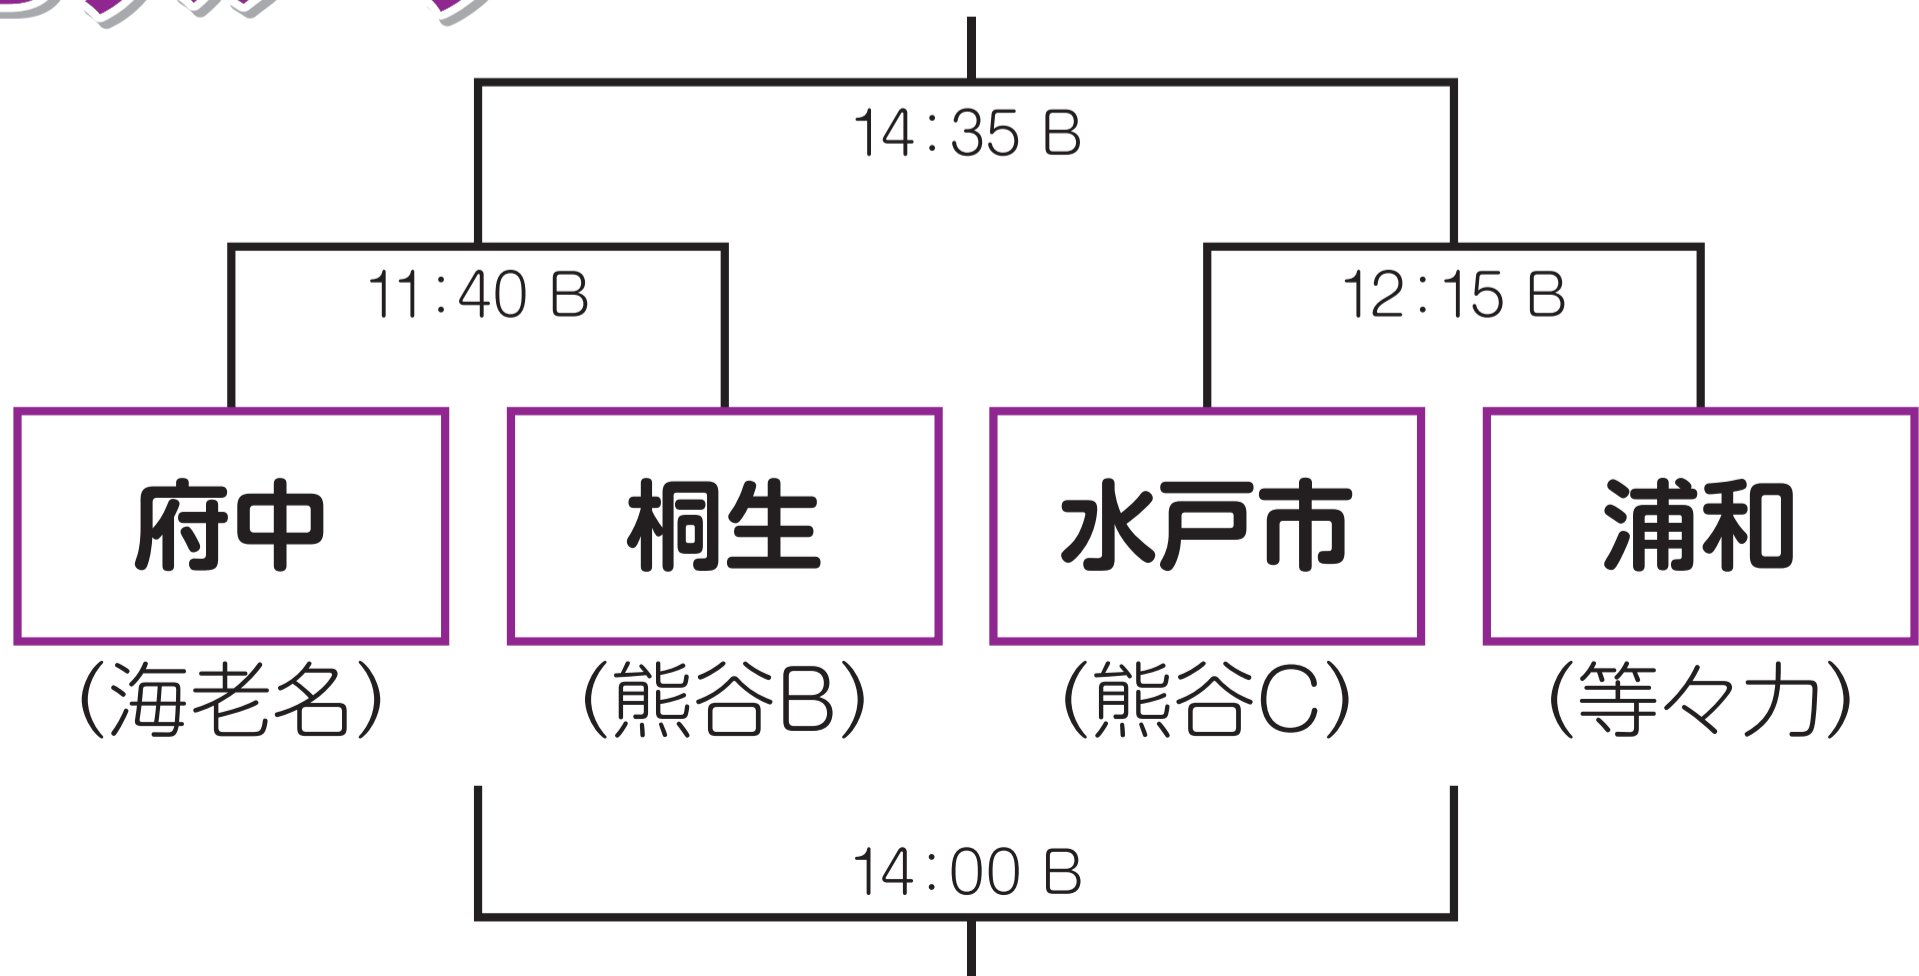 14:35 B
11:40 B
12:15 B
府中
桐生
水戸市
浦和
(海老名)
(熊谷B)
(熊谷C)
(等々力)
14:00 B